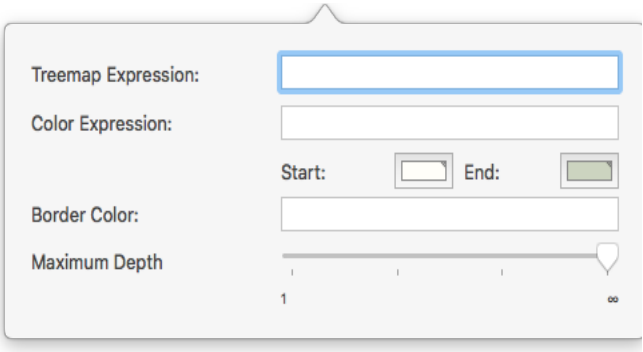 Treemap Expression:
Color Expression:
Start: End:
Border Color:
Maximum Depth
1 ∞